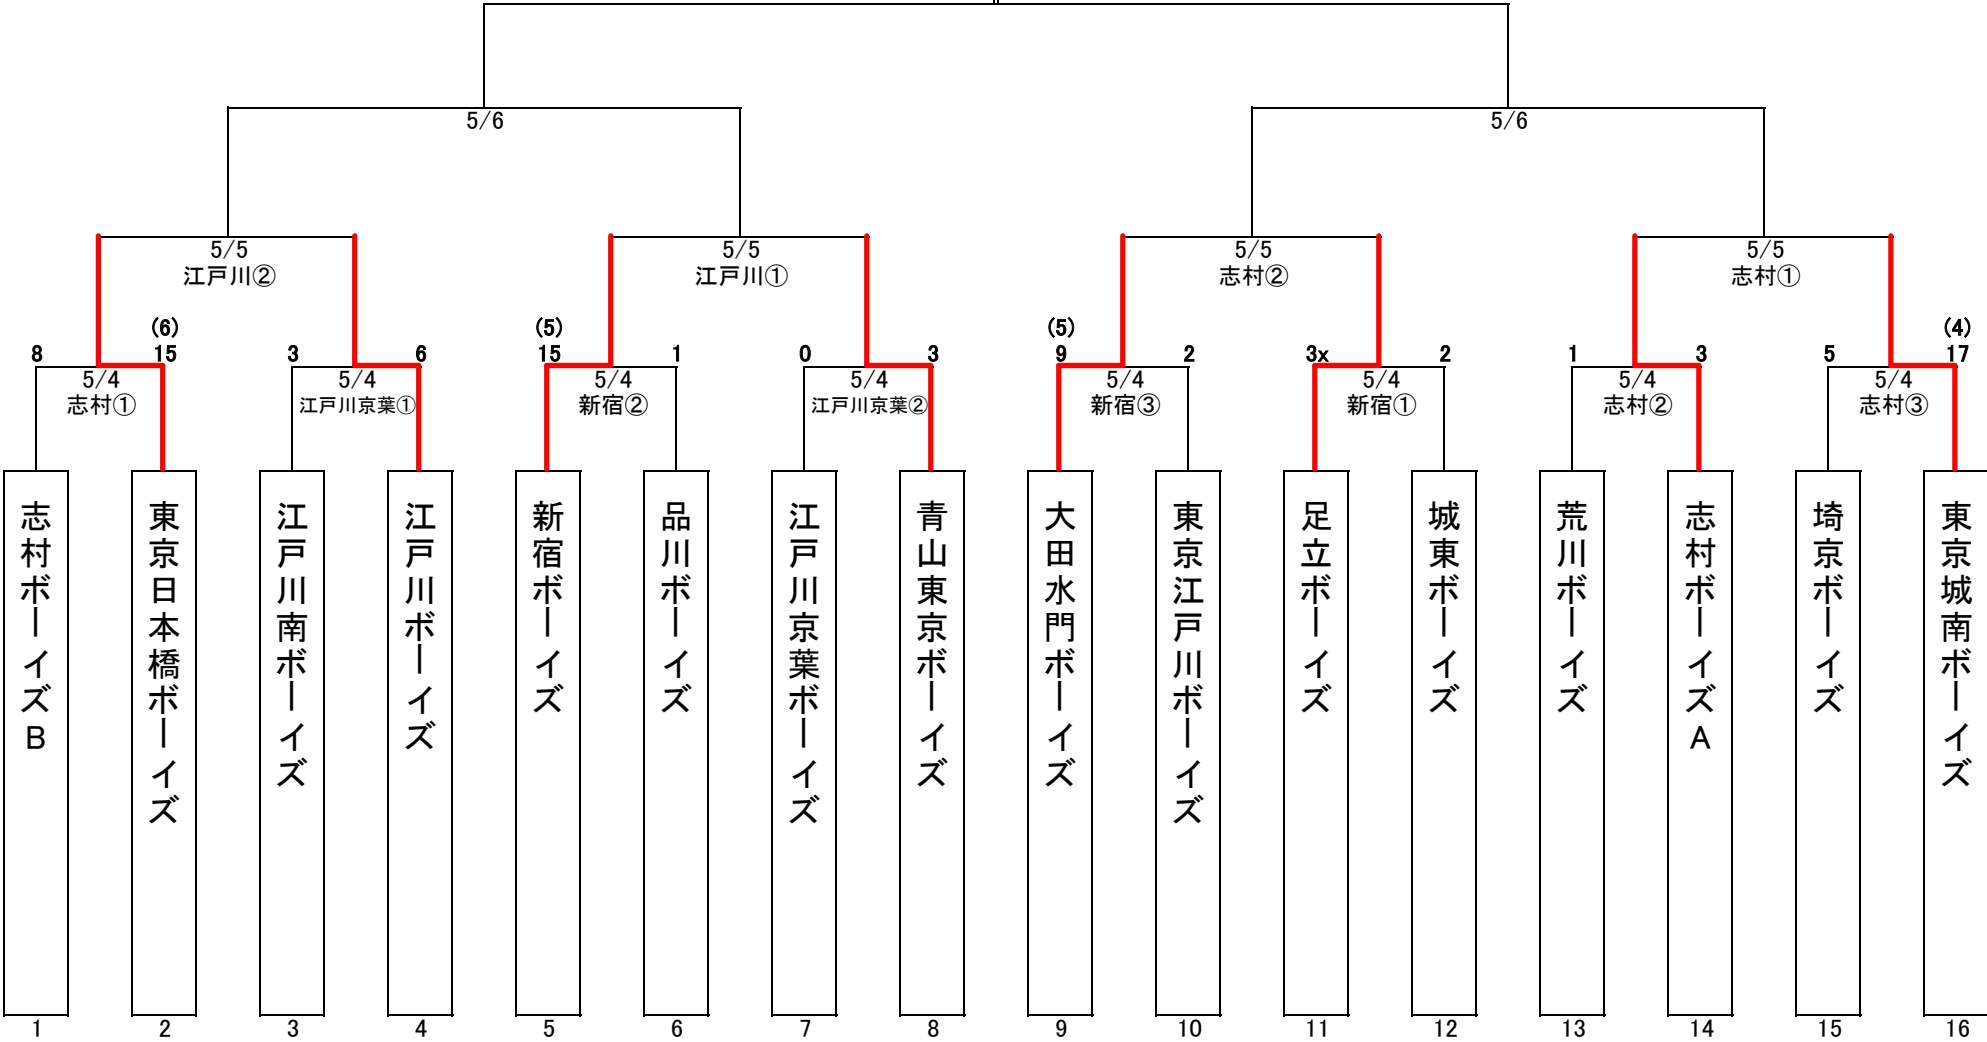 5/6
5/6
5/5
江戸川②
5/5
江戸川①
5/5
志村②
5/5
志村①
(6)
(5)
(5)
(4)
8
15
3
6
15
1
0
3
9
2
3x
2
1
3
5
17
5/4
志村①
5/4
江戸川京葉①
5/4
新宿②
5/4
江戸川京葉②
5/4
新宿③
5/4
新宿①
5/4
志村②
5/4
志村③
志村ボーイズB
東京日本橋ボーイズ
江戸川南ボーイズ
江戸川ボーイズ
新宿ボーイズ
品川ボーイズ
江戸川京葉ボーイズ
青山東京ボーイズ
大田水門ボーイズ
東京江戸川ボーイズ
足立ボーイズ
城東ボーイズ
荒川ボーイズ
志村ボーイズA
埼京ボーイズ
東京城南ボーイズ
1
2
3
4
5
6
7
8
9
10
11
12
13
14
15
16